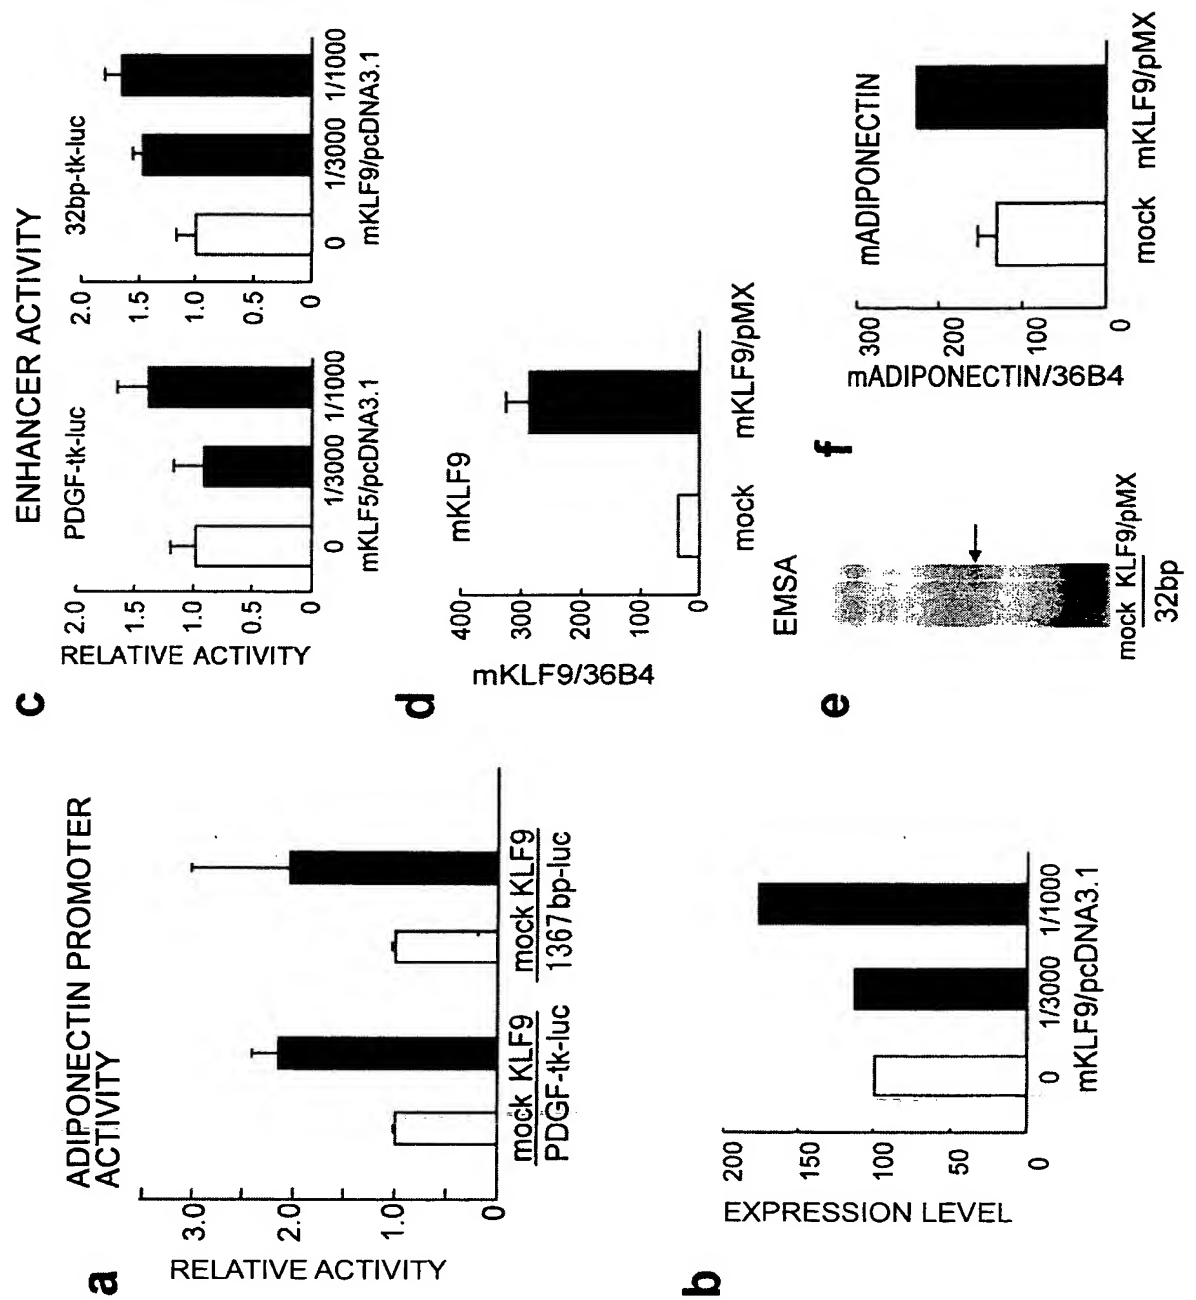 a
ADIPONECTIN PROMOTER
ACTIVITY
RELATIVE ACTIVITY
3.0
2.0
1.0
0
mock KLF9
PDGF-tk-luc
mock KLF9
1367bp-luc
b
EXPRESSION LEVEL
200
150
100
50
0
0 1/3000 1/1000
mKLF9/pcDNA3.1
c
ENHANCER ACTIVITY
PDGF-tk-luc
RELATIVE ACTIVITY
2.0
1.5
1.0
0.5
0
0 1/3000 1/1000
mKLF5/pcDNA3.1
32bp-tk-luc
2.0
1.5
1.0
0.5
0
0 1/3000 1/1000
mKLF9/pcDNA3.1
d
mKLF9
mKLF9/36B4
400
300
200
100
0
mock mKLF9/pMX
e
EMSA
mock KLF9/pMX
32bp
f
mADIPONECTIN
mADIPONECTIN/36B4
300
200
100
0
mock mKLF9/pMX